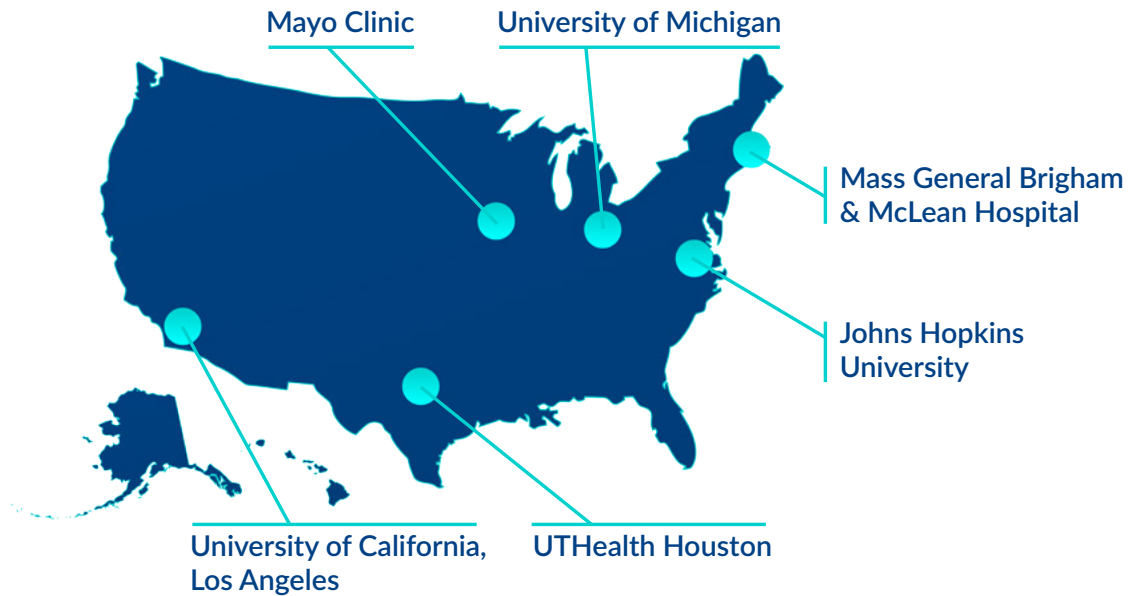 Mayo Clinic
University of Michigan
Mass General Brigham
& McLean Hospital
Johns Hopkins
University
University of California,
Los Angeles
UTHealth Houston